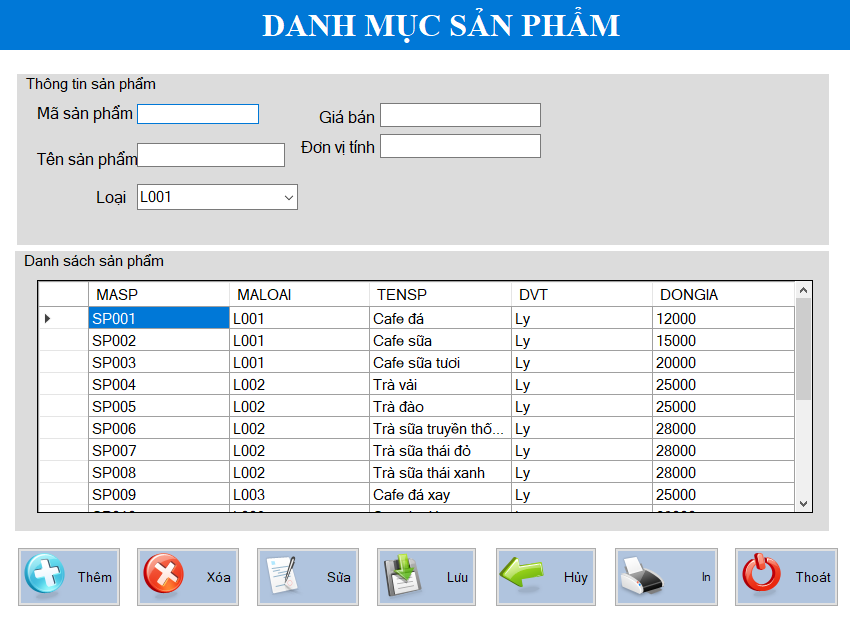 DANH MỤC SẢN PHẨM
Thông tin sản phẩm
Mã sản phẩm
Giá bán
Tên sản phẩm
Đơn vị tính
Loại L001
Danh sách sản phẩm
MASP MALOAI TENSP DVT DONGIA
SP001 L001 Cafe đá Ly 12000
SP002 L001 Cafe sữa Ly 15000
SP003 L001 Cafe sữa tươi Ly 20000
SP004 L002 Trà vải Ly 25000
SP005 L002 Trà đào Ly 25000
SP006 L002 Trà sữa truyền thố... Ly 28000
SP007 L002 Trà sữa thái đỏ Ly 28000
SP008 L002 Trà sữa thái xanh Ly 28000
SP009 L003 Cafe đá xay Ly 25000
Thêm Xóa Sửa Lưu Hủy In Thoát